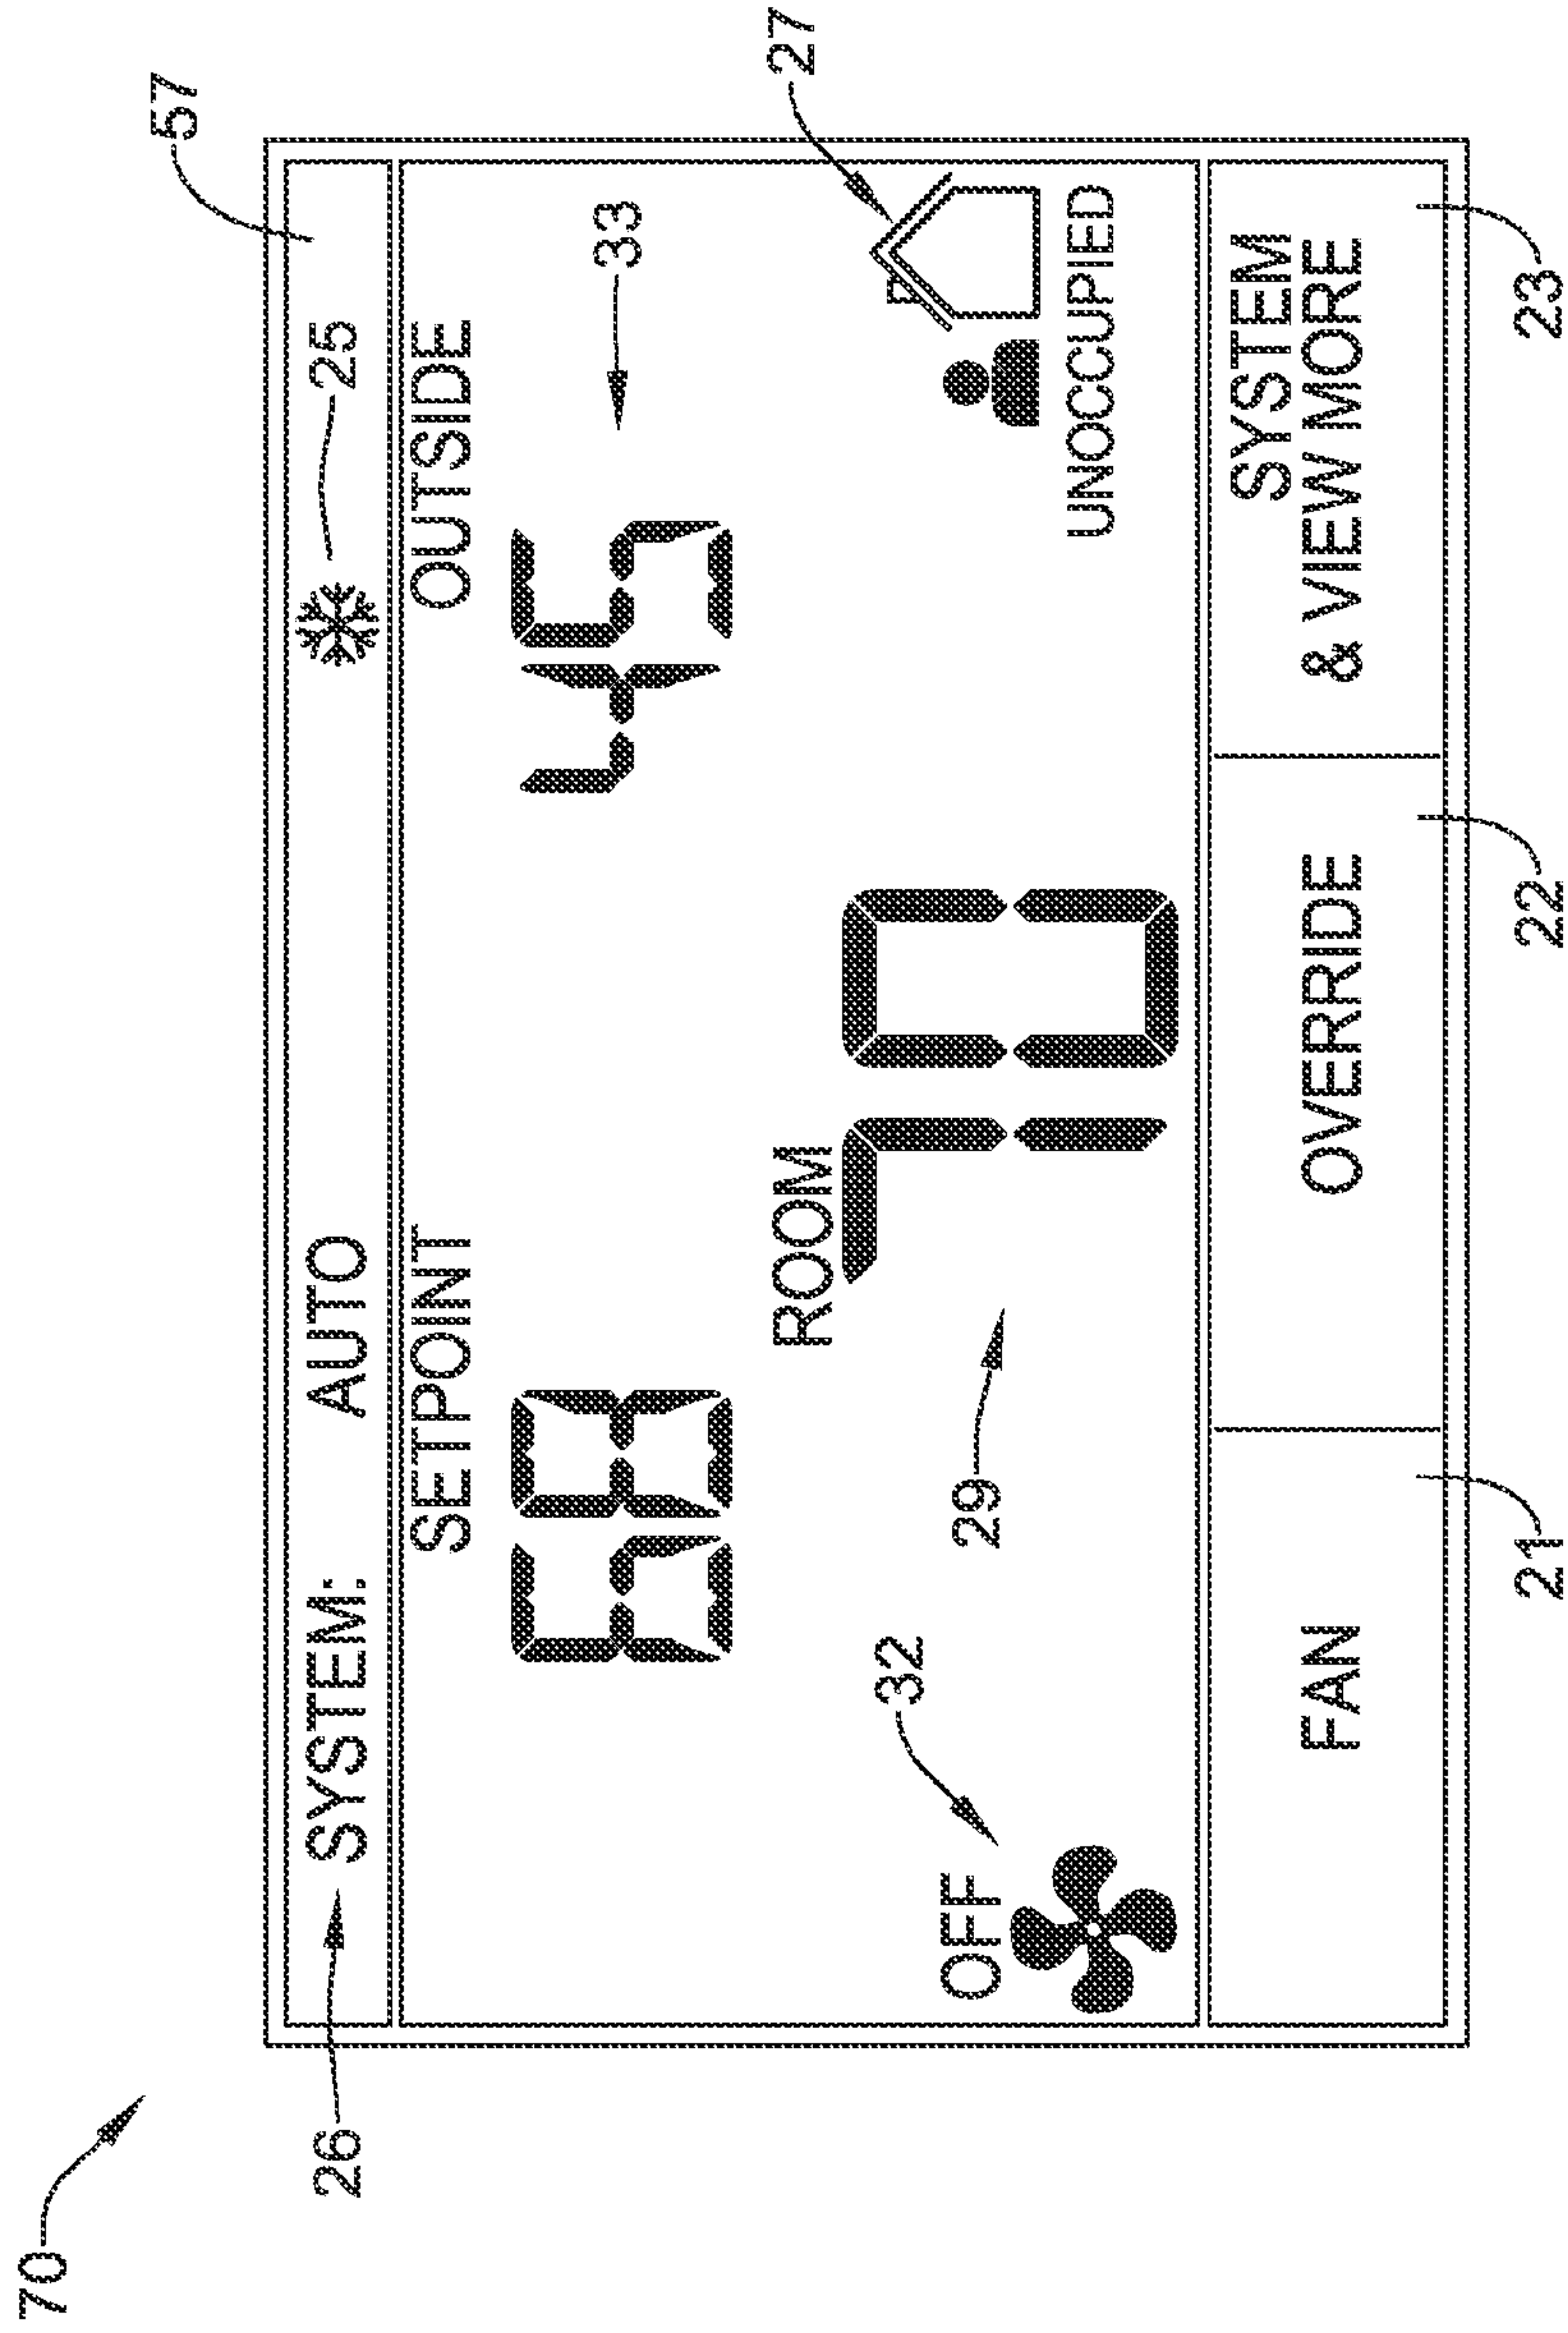 70
57
26 SYSTEM: AUTO 25
SETPOINT OUTSIDE
68 45 33
27
ROOM
32
70
29
OFF
UNOCCUPIED
FAN
OVERRIDE
SYSTEM
& VIEW MORE
21 22 23